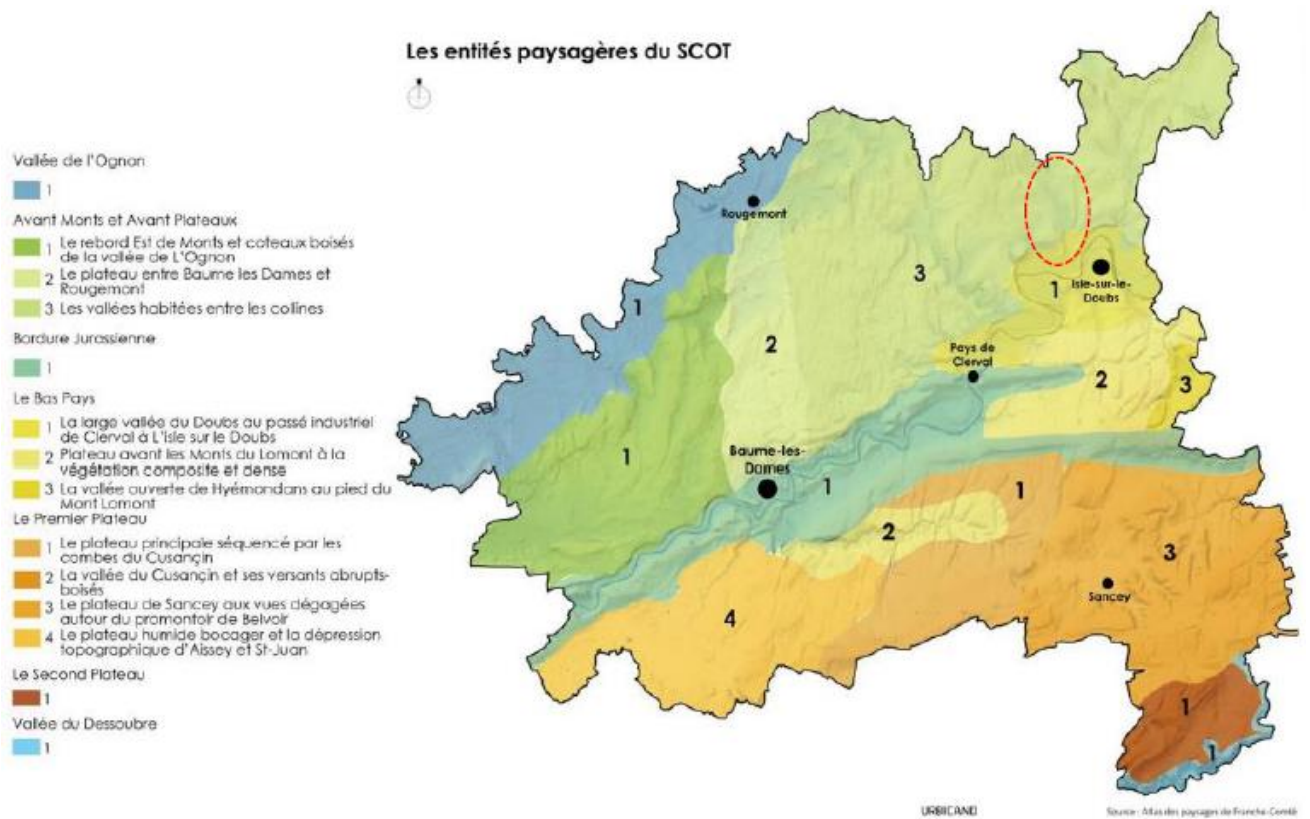 Les entités paysagères du SCOT
Vallée de l'Ognon
1
Avant Monts et Avant Plateaux
1 Le rebord Est de Monts et coteaux boisés
de la vallée de L'Ognon
2 Le plateau entre Baume les Dames et
Rougemont
3 Les vallées habitées entre les collines
Bordure Jurassienne
1
Le Bas Pays
1 La large vallée du Doubs au passé industriel
de Clerval à L'Isle sur le Doubs
2 Plateau avant les Monts du Lomont à la
végétation composite et dense
3 La vallée ouverte de Hyémondans au pied du
Mont Lomont
Le Premier Plateau
1 Le plateau principale séquencé par les
combes du Cusançin
2 La vallée du Cusançin et ses versants abrupts-
boisés
3 Le plateau de Sancey aux vues dégagées
autour du promontoir de Belvoir
4 Le plateau humide bocager et la dépression
topographique d'Aissey et St-Juan
Le Second Plateau
1
Vallée du Dessoubre
1
Rougemont
3
Isle-sur-le-
Doubs
1
1
2
Pays de
Clerval
2
3
1
Baume-les-
Dames
1
1
2
3
Sancey
4
1
1
URBICAND
Source : Atlas des paysages de Franche-Comté